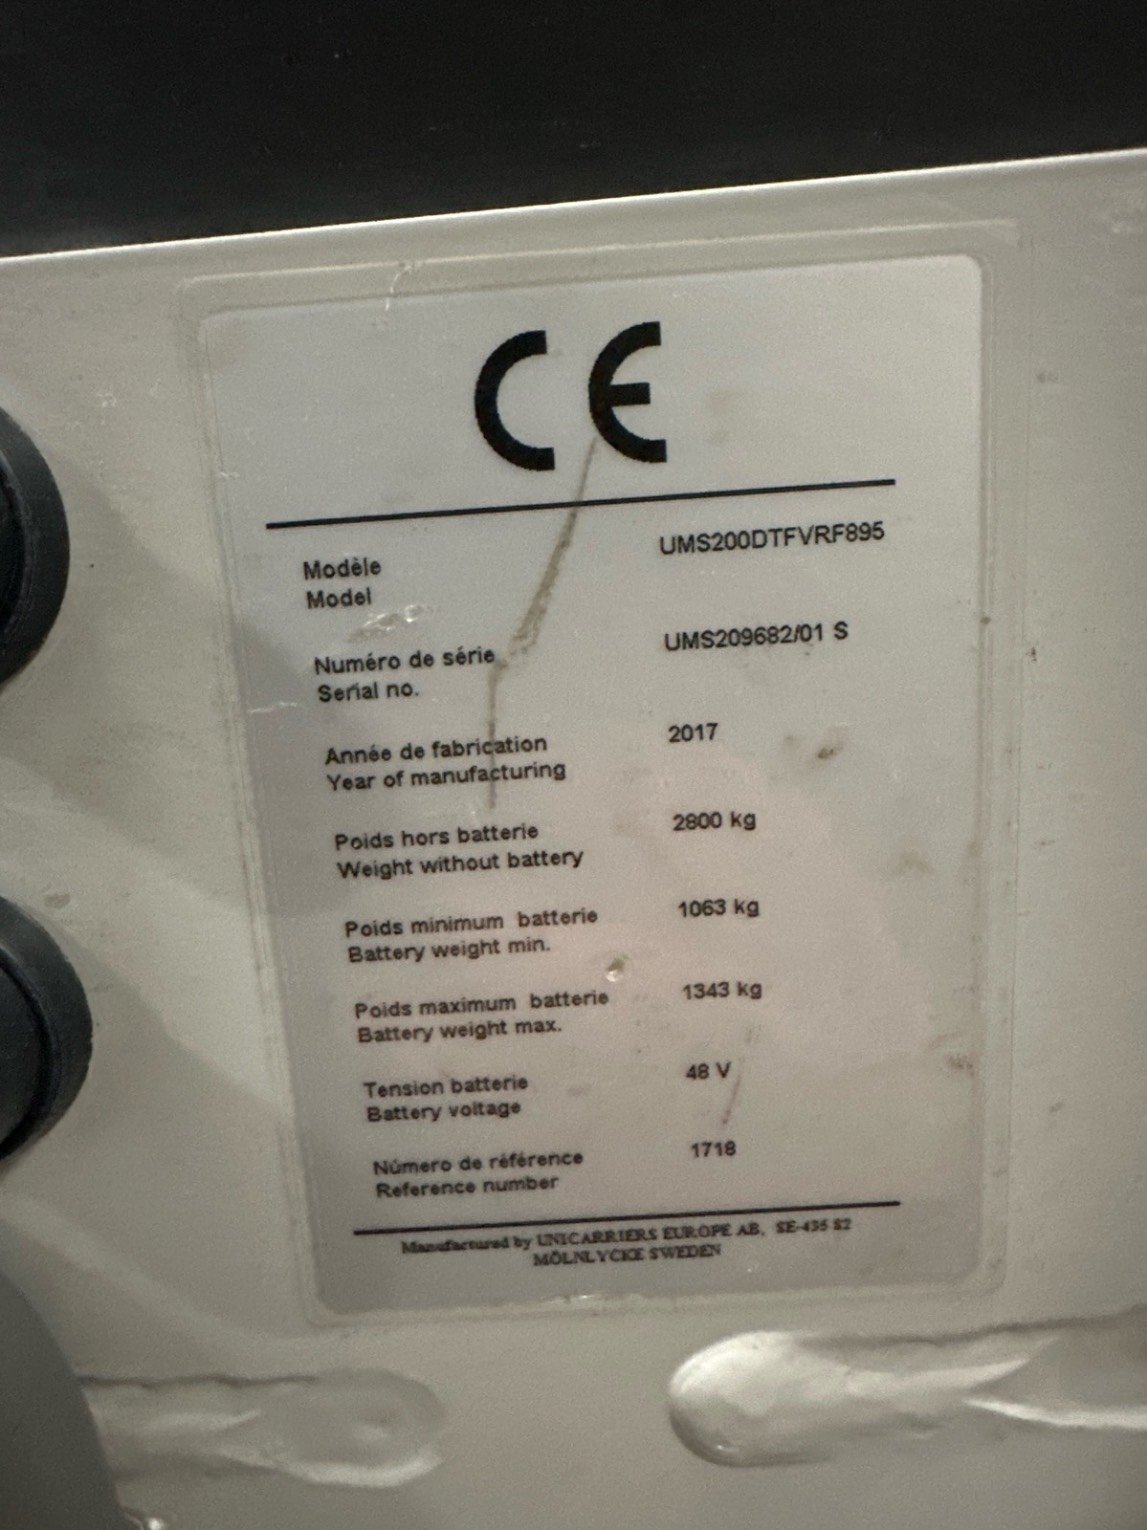 CE
Modèle UMS200DTFVRF895
Model
Numéro de série UMS209682/01 S
Serial no.
Année de fabrication 2017
Year of manufacturing
Poids hors batterie 2800 kg
Weight without battery
Poids minimum batterie 1063 kg
Battery weight min.
Poids maximum batterie 1343 kg
Battery weight max.
Tension batterie 48 V
Battery voltage
Número de référence 1718
Reference number
Manufactured by UNICARRIERS EUROPE AB, SE-435 82
MÖLNLYCKE SWEDEN